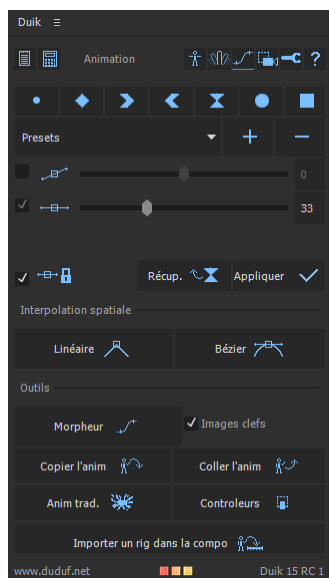 Duik
Animation
?
Presets
0
33
Récup.
Appliquer
Interpolation spatiale
Linéaire
Bézier
Outils
Morpheur
Images clefs
Copier l'anim
Coller l'anim
Anim trad.
Controleurs
Importer un rig dans la compo
www.duduf.net
Duik 15 RC 1